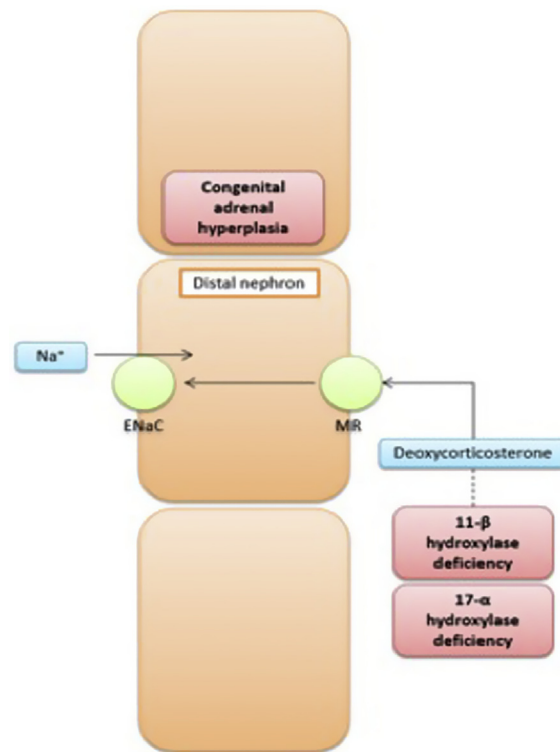 Congenital
adrenal
hyperplasia
Distal nephron
Na⁺
ENaC
MR
Deoxycorticosterone
11-β
hydroxylase
deficiency
17-α
hydroxylase
deficiency